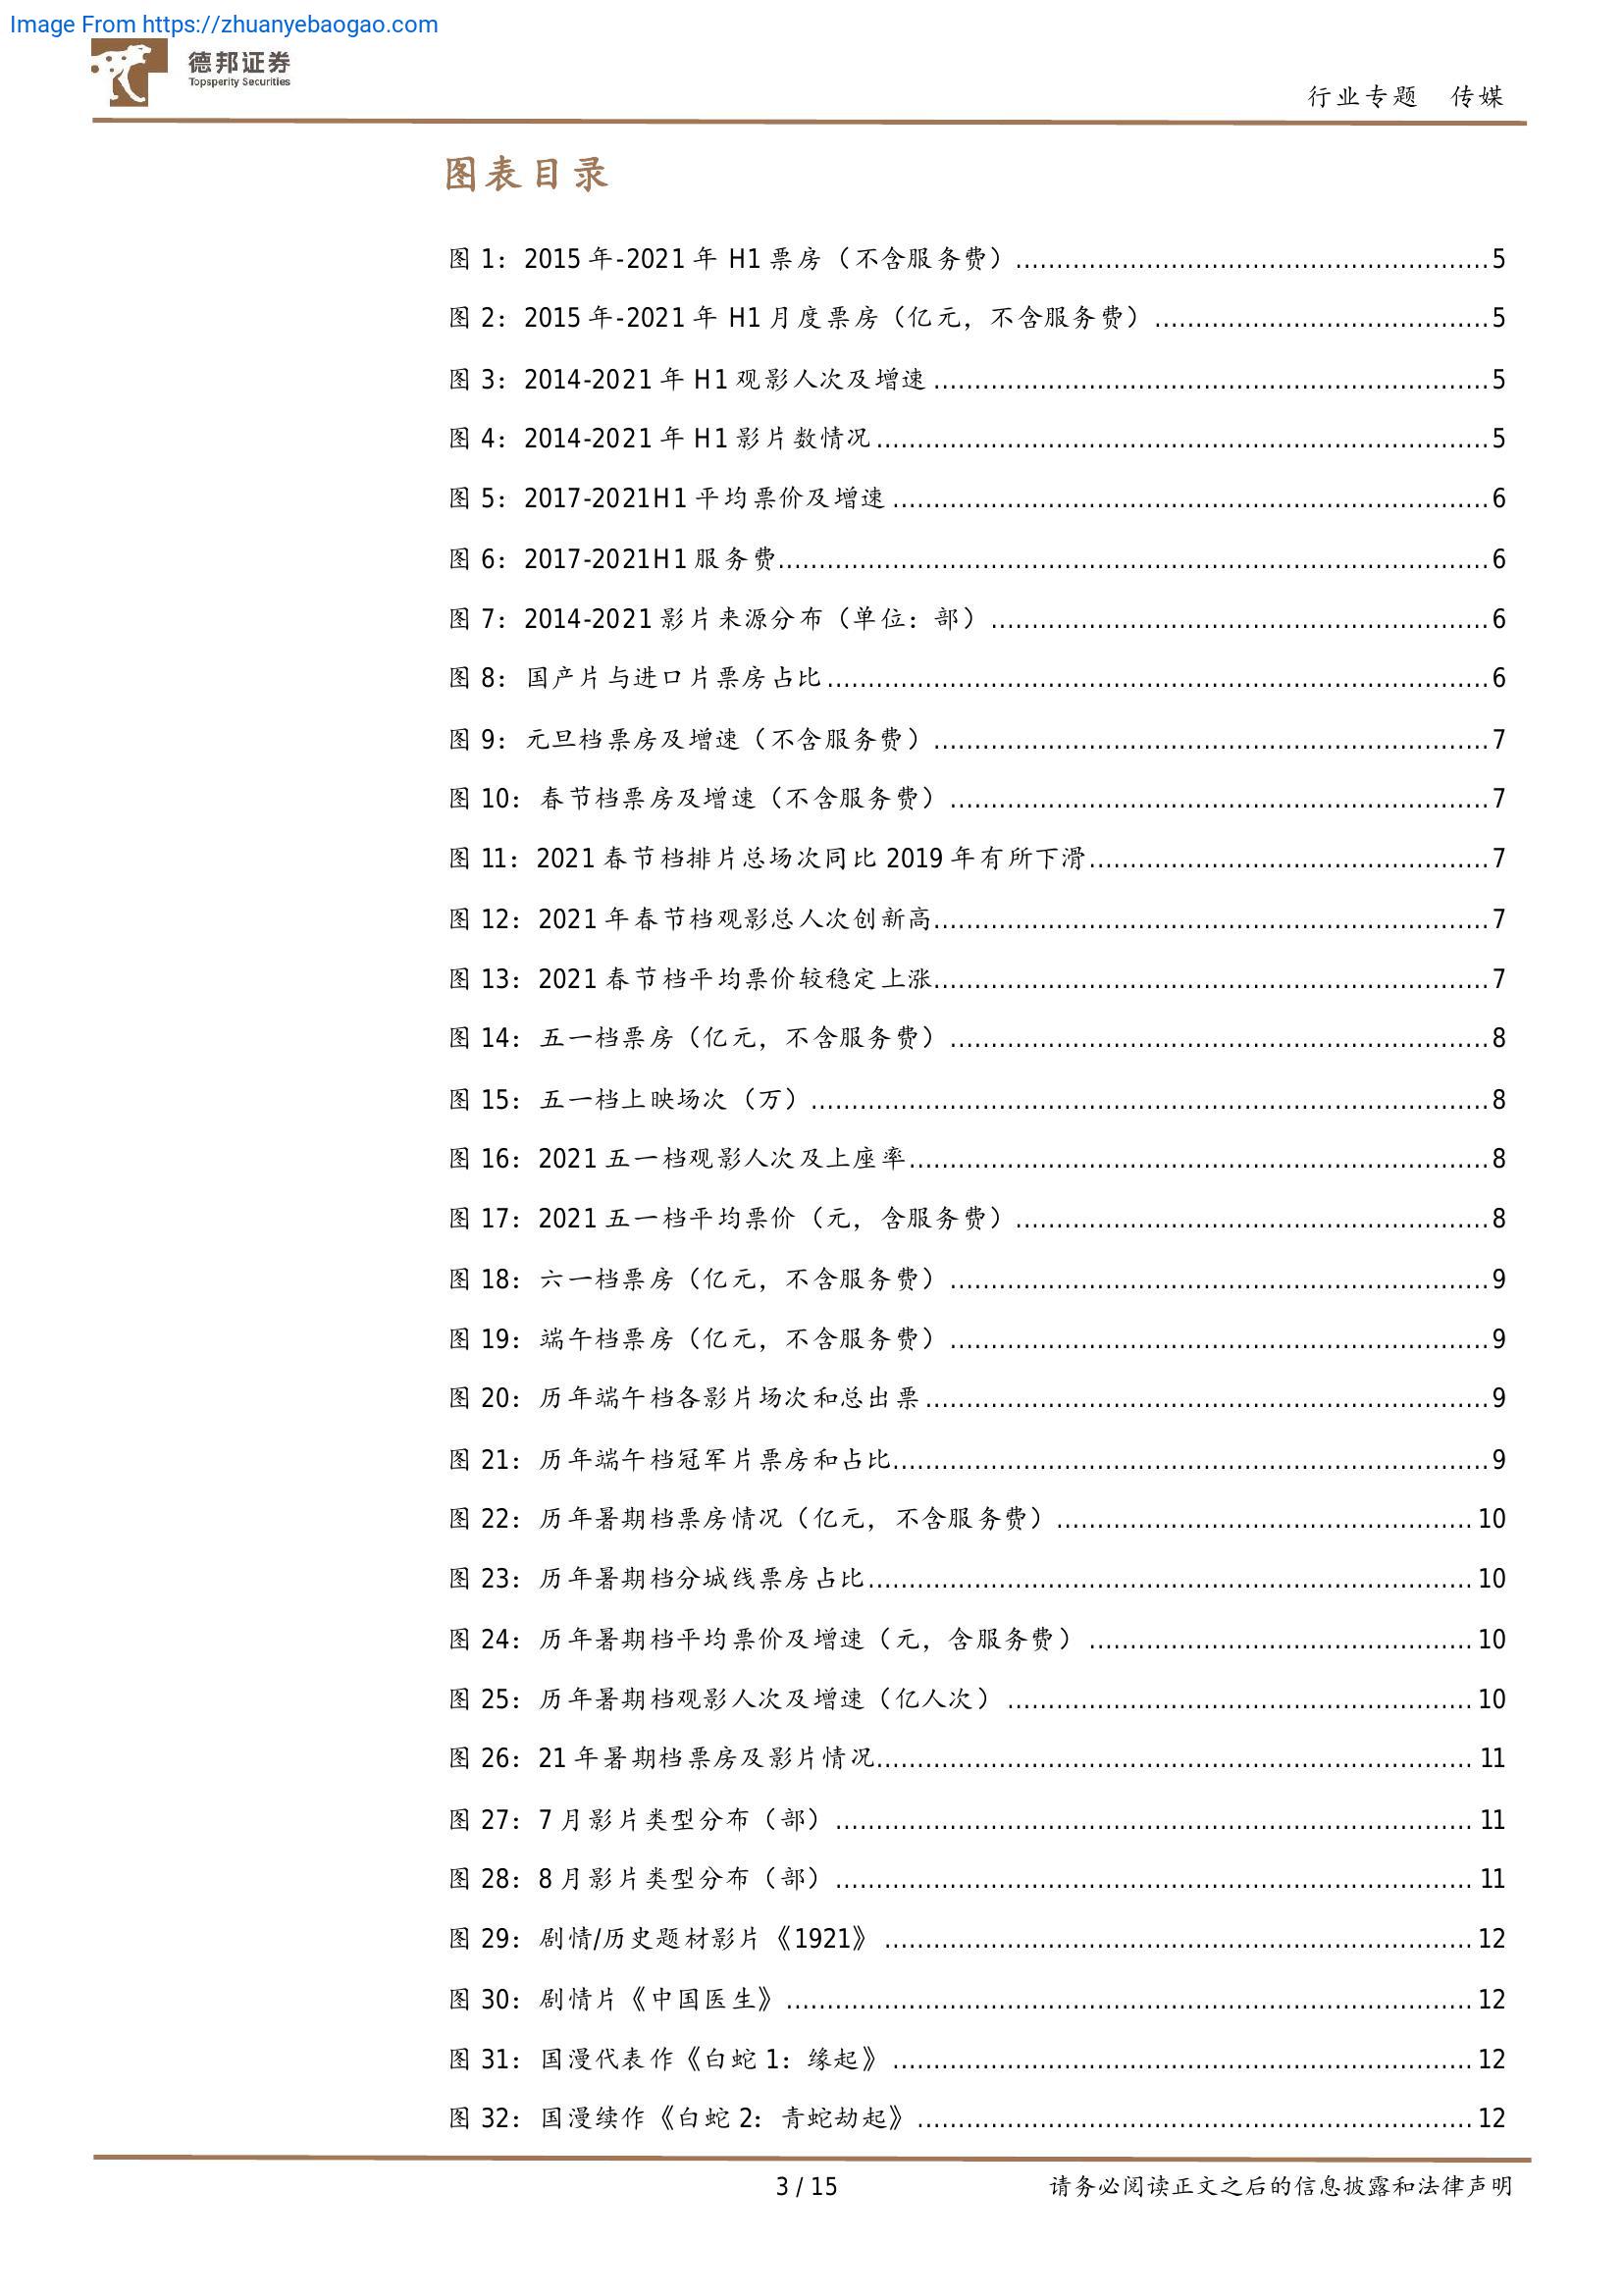 Image From https://zhuanyebaogao.com
德邦证券
Topsperity Securities
行业专题 传媒
图表目录
图 1：2015 年-2021 年 H1 票房（不含服务费）..........................................................5
图 2：2015 年-2021 年 H1 月度票房（亿元，不含服务费）.........................................5
图 3：2014-2021 年 H1 观影人次及增速....................................................................5
图 4：2014-2021 年 H1 影片数情况...........................................................................5
图 5：2017-2021H1 平均票价及增速.........................................................................6
图 6：2017-2021H1 服务费.......................................................................................6
图 7：2014-2021 影片来源分布（单位：部）.............................................................6
图 8：国产片与进口片票房占比.................................................................................6
图 9：元旦档票房及增速（不含服务费）....................................................................7
图 10：春节档票房及增速（不含服务费）..................................................................7
图 11：2021 春节档排片总场次同比 2019 年有所下滑.................................................7
图 12：2021 年春节档观影总人次创新高....................................................................7
图 13：2021 春节档平均票价较稳定上涨....................................................................7
图 14：五一档票房（亿元，不含服务费）..................................................................8
图 15：五一档上映场次（万）...................................................................................8
图 16：2021 五一档观影人次及上座率.......................................................................8
图 17：2021 五一档平均票价（元，含服务费）..........................................................8
图 18：六一档票房（亿元，不含服务费）..................................................................9
图 19：端午档票房（亿元，不含服务费）..................................................................9
图 20：历年端午档各影片场次和总出票.....................................................................9
图 21：历年端午档冠军片票房和占比.........................................................................9
图 22：历年暑期档票房情况（亿元，不含服务费）...................................................10
图 23：历年暑期档分城线票房占比..........................................................................10
图 24：历年暑期档平均票价及增速（元，含服务费）...............................................10
图 25：历年暑期档观影人次及增速（亿人次）.........................................................10
图 26：21 年暑期档票房及影片情况.........................................................................11
图 27：7 月影片类型分布（部）..............................................................................11
图 28：8 月影片类型分布（部）..............................................................................11
图 29：剧情/历史题材影片《1921》........................................................................12
图 30：剧情片《中国医生》....................................................................................12
图 31：国漫代表作《白蛇 1：缘起》.......................................................................12
图 32：国漫续作《白蛇 2：青蛇劫起》....................................................................12
3 / 15
请务必阅读正文之后的信息披露和法律声明